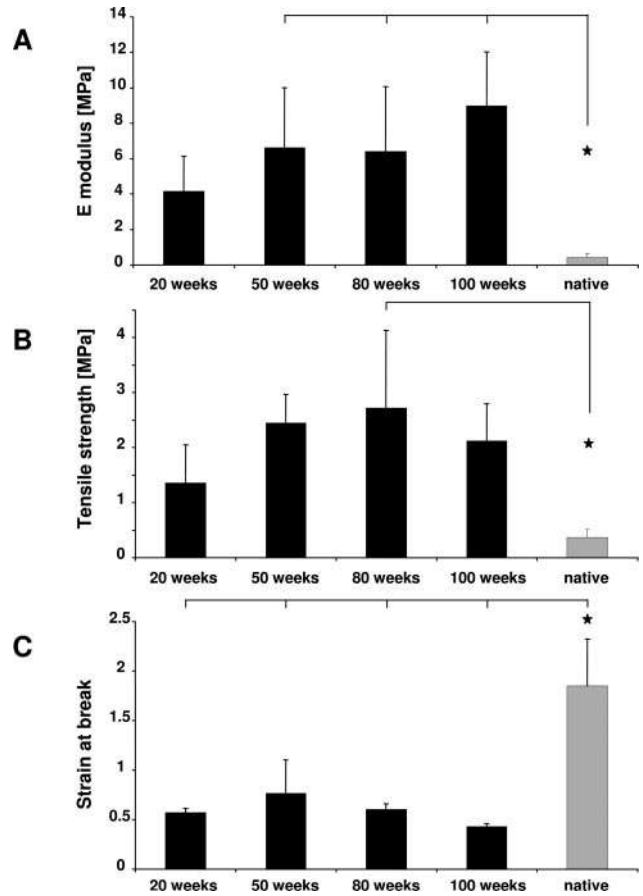 A
E modulus [MPa]
14
12
10
8
6
4
2
0
20 weeks 50 weeks 80 weeks 100 weeks native
B
Tensile strength [MPa]
4
3
2
1
0
20 weeks 50 weeks 80 weeks 100 weeks native
C
Strain at break
2.5
2
1.5
1
0.5
0
20 weeks 50 weeks 80 weeks 100 weeks native